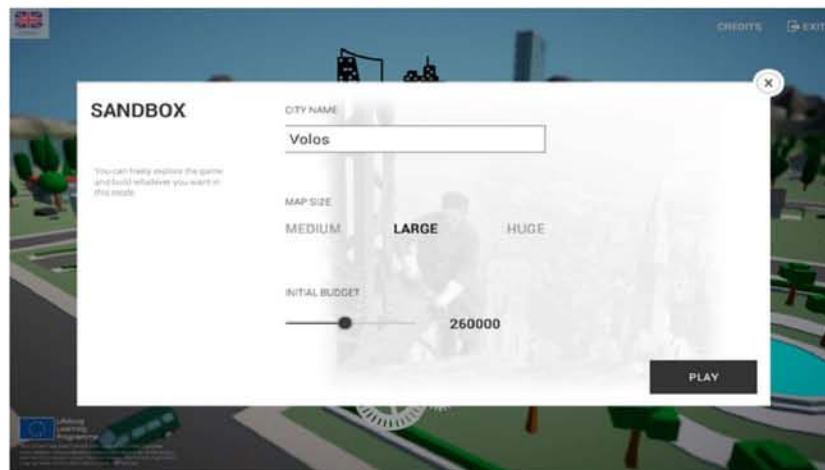 CREDITS
EXIT
SANDBOX
You can freely explore the game
and build whatever you want in
this mode.
CITY NAME
Volos
MAP SIZE
MEDIUM LARGE HUGE
INITIAL BUDGET
260000
PLAY
Lifelong
Learning
Programme